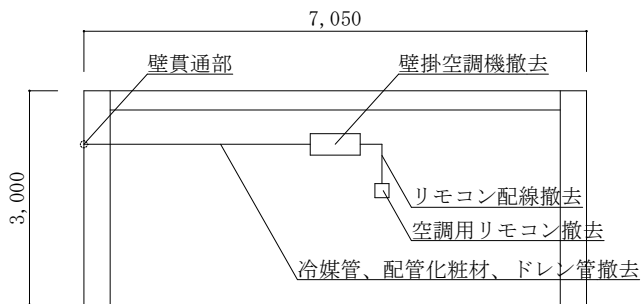 7,050
壁貫通部
壁掛空調機撤去
3,000
リモコン配線撤去
空調用リモコン撤去
冷媒管、配管化粧材、ドレン管撤去